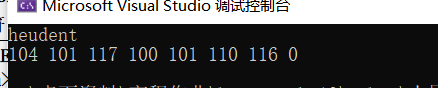 Microsoft Visual Studio 调试控制台
heudent
104 101 117 100 101 110 116 0